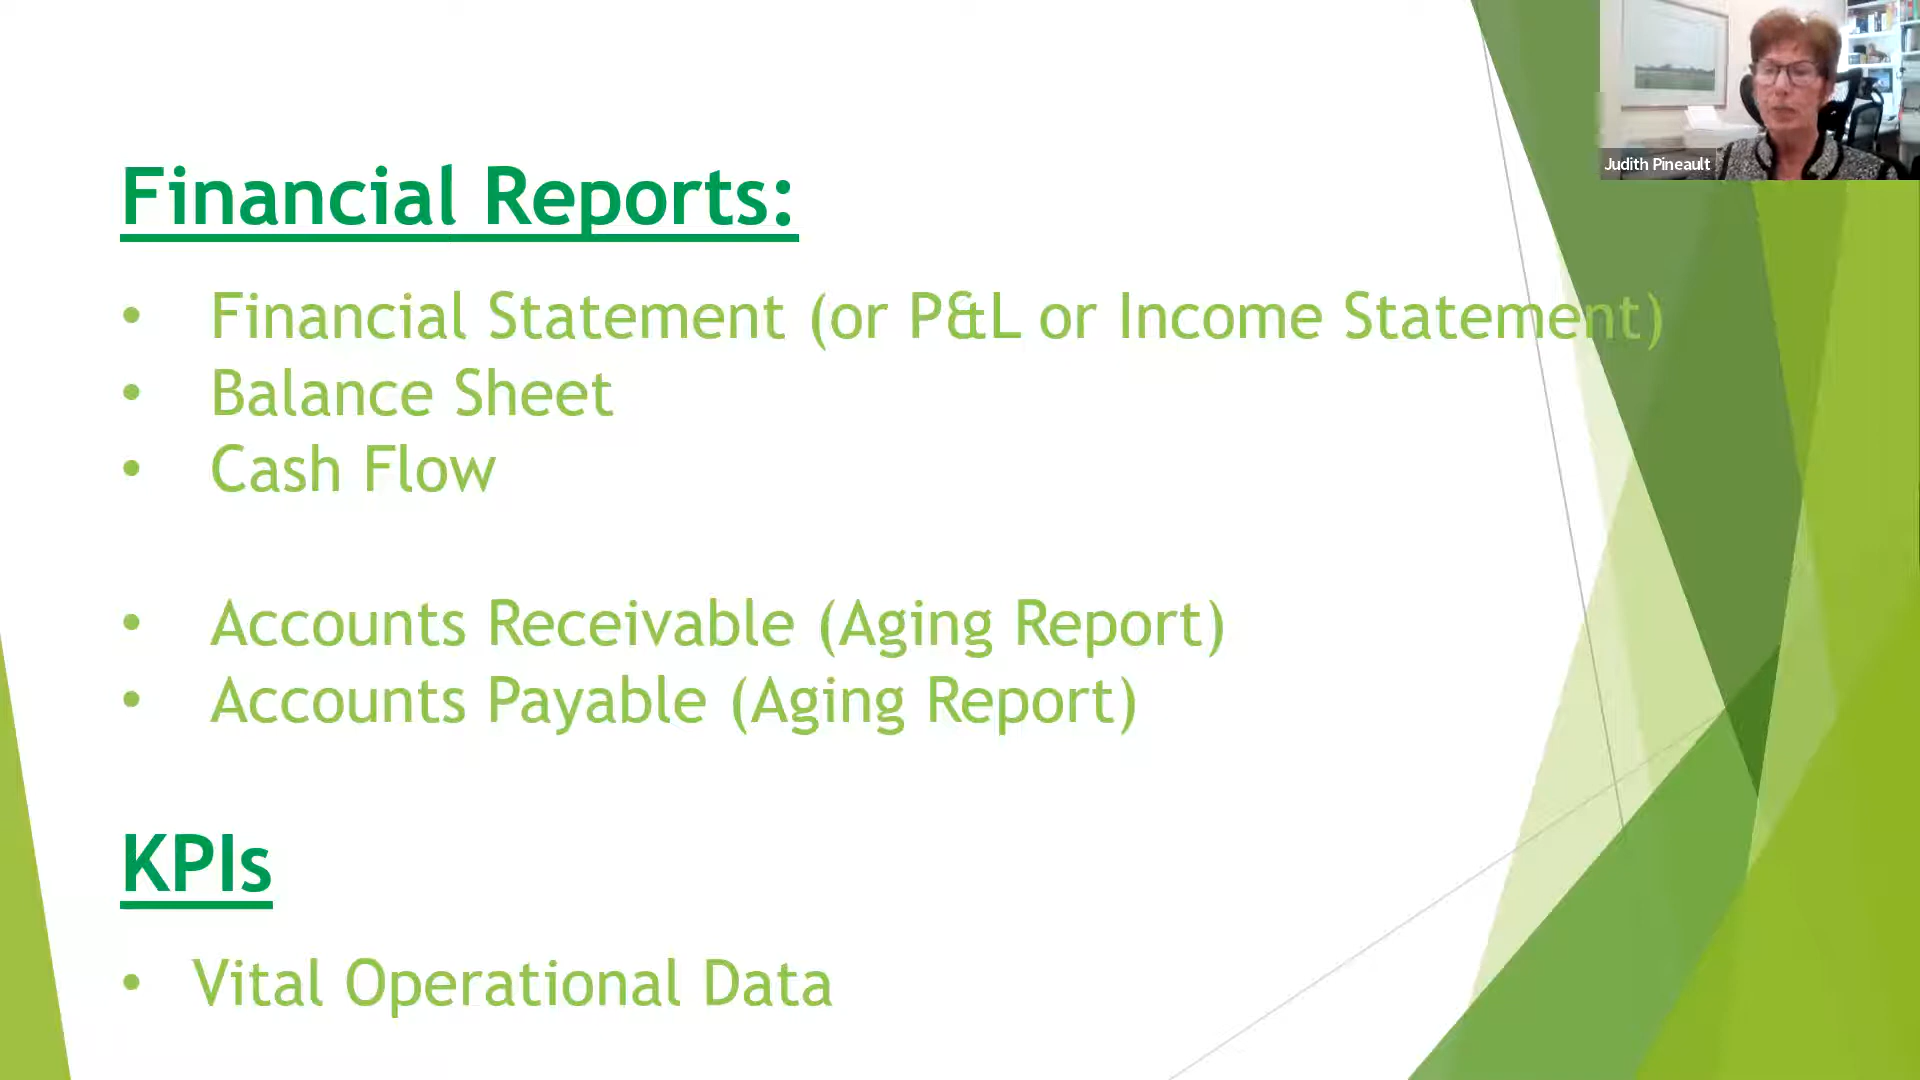 Judith Pineault
Financial Reports:
• Financial Statement (or P&L or Income Statement)
• Balance Sheet
• Cash Flow
• Accounts Receivable (Aging Report)
• Accounts Payable (Aging Report)
KPIs
• Vital Operational Data